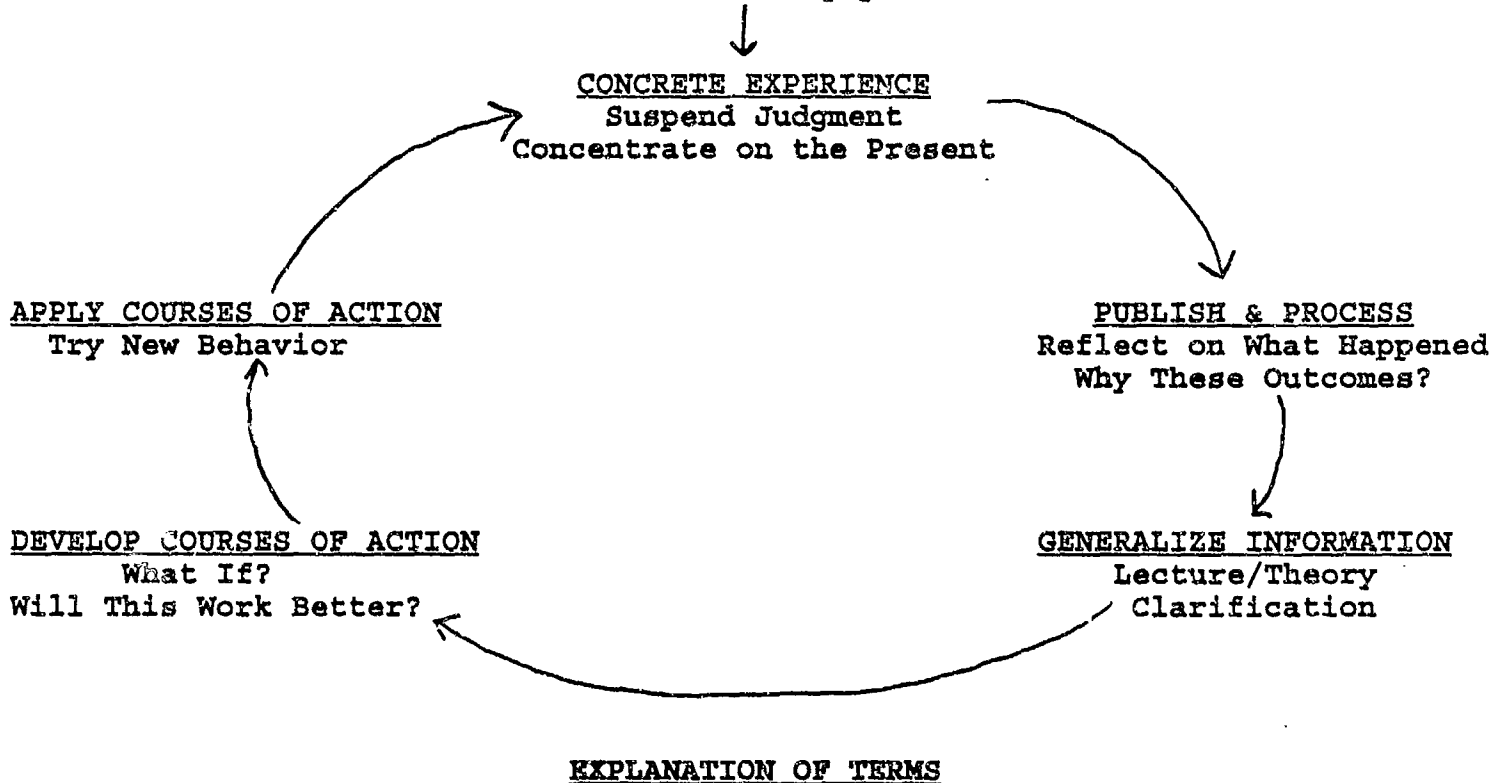 CONCRETE EXPERIENCE
Suspend Judgment
Concentrate on the Present
APPLY COURSES OF ACTION
Try New Behavior
PUBLISH & PROCESS
Reflect on What Happened
Why These Outcomes?
DEVELOP COURSES OF ACTION
What If?
Will This Work Better?
GENERALIZE INFORMATION
Lecture/Theory
Clarification
EXPLANATION OF TERMS